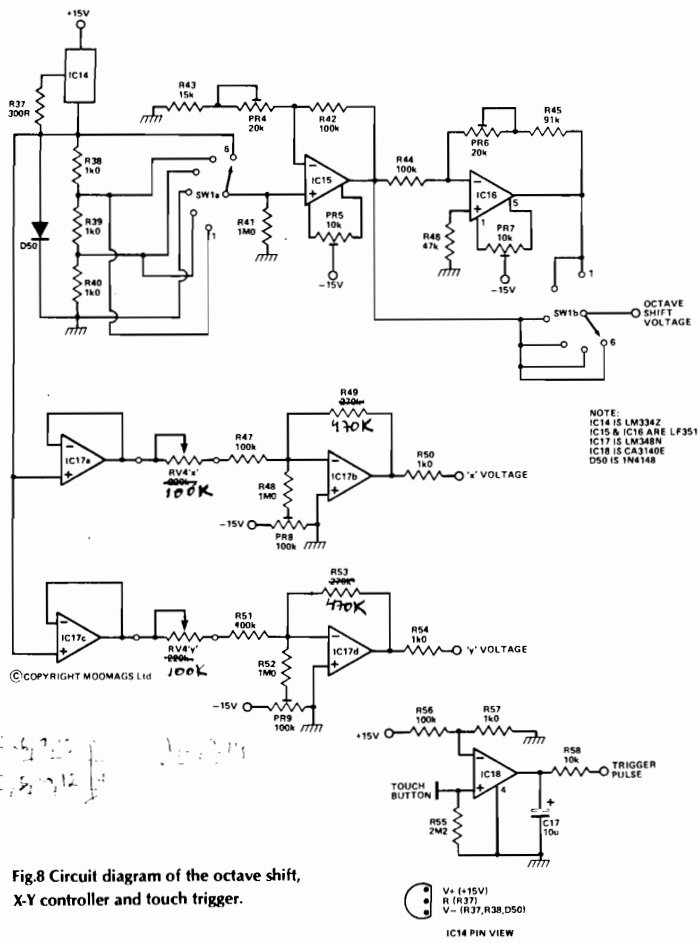 +15V
IC14
R37
300R
R38
1k0
R39
1k0
R40
1k0
D50
R43
15k
PR4
20k
R42
100k
6
SW1a
1
R41
1M0
IC15
PR5
10k
−15V
R44
100k
PR6
20k
R45
91k
IC16
R46
47k
1
5
PR7
10k
−15V
1
SW1b
6
OCTAVE
SHIFT
VOLTAGE
NOTE:
IC14 IS LM334Z
IC15 & IC16 ARE LF351
IC17 IS LM348N
IC18 IS CA3140E
D50 IS 1N4148
IC17a
RV4'x'
220k
100K
R47
100k
R48
1M0
−15V
PR8
100k
R49
270k
470K
IC17b
R50
1k0
'x' VOLTAGE
IC17c
RV4'y'
220k
100K
R51
100k
R52
1M0
−15V
PR9
100k
R53
270k
470K
IC17d
R54
1k0
'y' VOLTAGE
©COPYRIGHT MODMAGS Ltd
+15V
R56
100k
R57
1k0
IC18
4
TOUCH
BUTTON
R55
2M2
R58
10k
TRIGGER
PULSE
+
C17
10u
Fig.8 Circuit diagram of the octave shift,
X-Y controller and touch trigger.
V+ (+15V)
R (R37)
V− (R37,R38,D50)
IC14 PIN VIEW